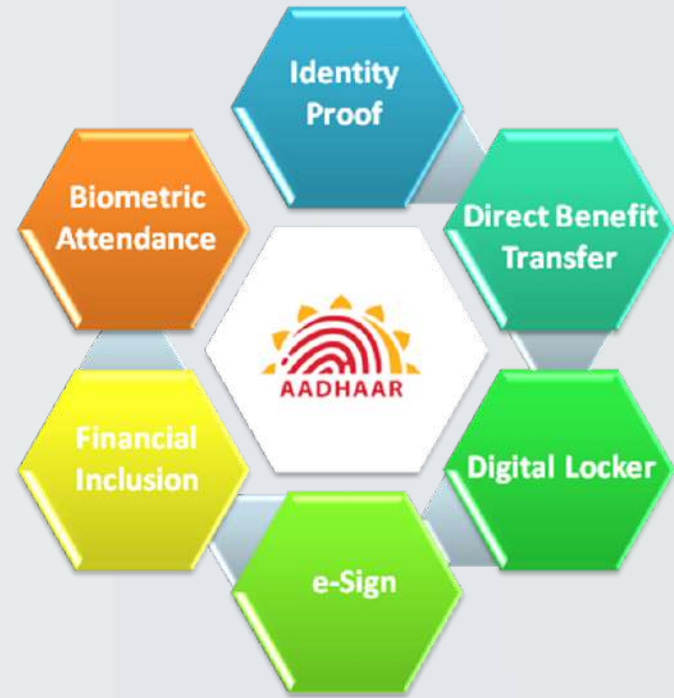 Identity
Proof
Direct Benefit
Transfer
Digital Locker
e-Sign
Financial
Inclusion
Biometric
Attendance
AADHAAR